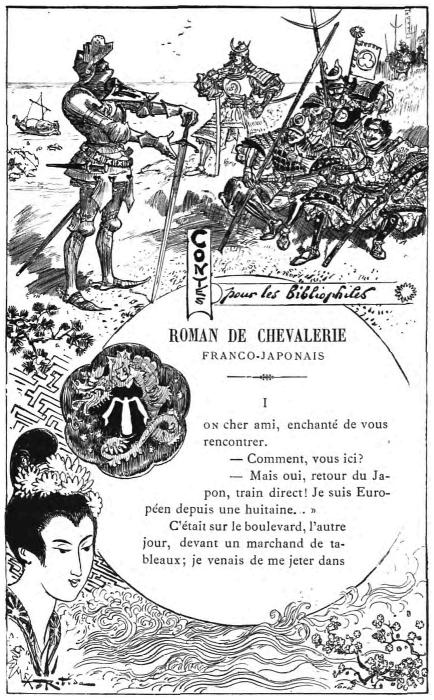 CONTES
pour les Bibliophiles
ROMAN DE CHEVALERIE
FRANCO-JAPONAIS
I
ON cher ami, enchanté de vous
rencontrer.
— Comment, vous ici?
— Mais oui, retour du Ja-
pon, train direct! Je suis Euro-
péen depuis une huitaine. . »
C'était sur le boulevard, l'autre
jour, devant un marchand de ta-
bleaux; je venais de me jeter dans